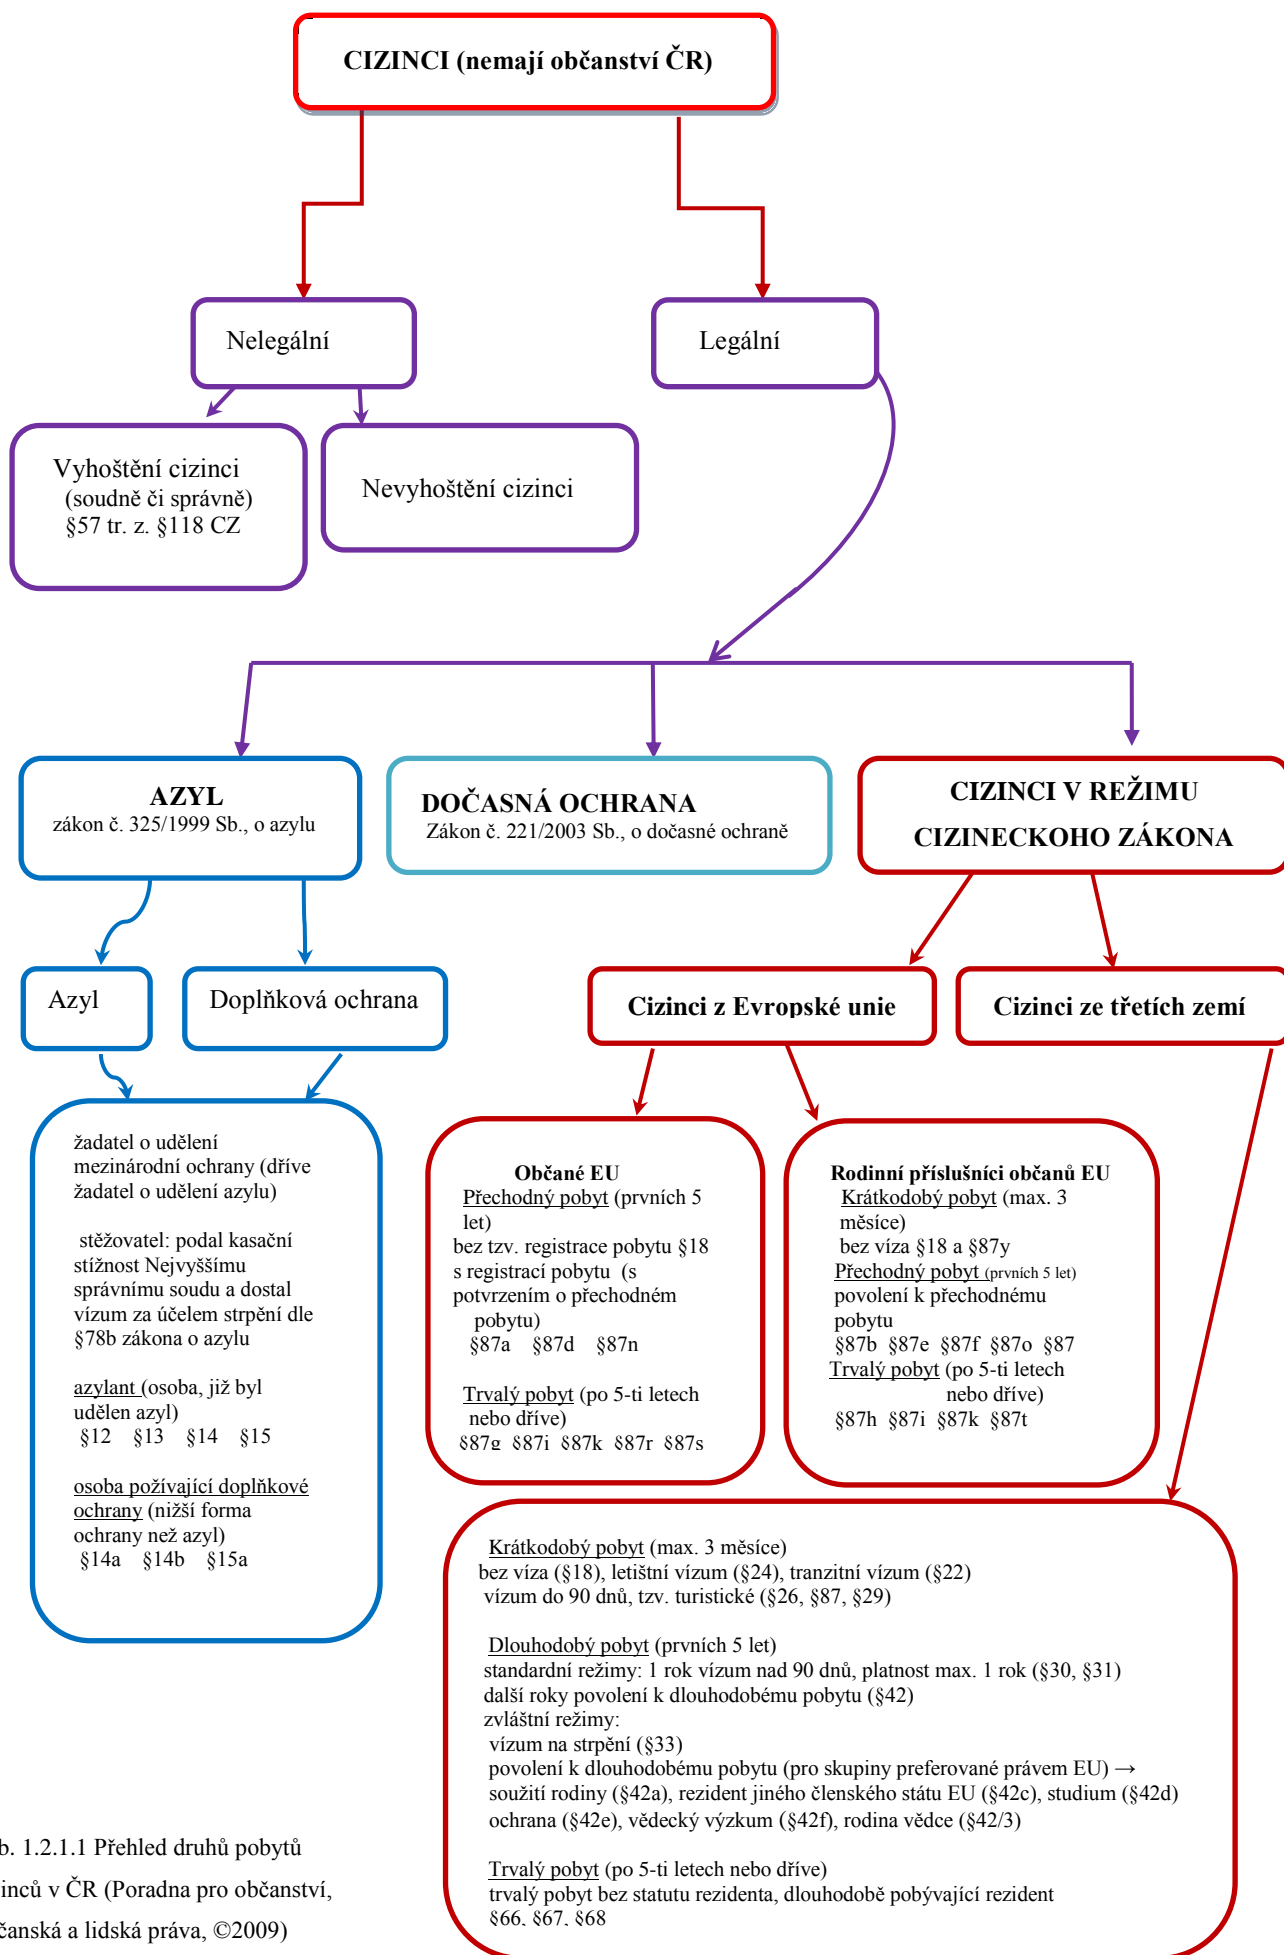 CIZINCI (nemají občanství ČR)
Nelegální
Legální
Vyhoštění cizinci
(soudně či správně)
§57 tr. z. §118 CZ
Nevyhoštění cizinci
AZYL
zákon č. 325/1999 Sb., o azylu
DOČASNÁ OCHRANA
Zákon č. 221/2003 Sb., o dočasné ochraně
CIZINCI V REŽIMU
CIZINECKOHO ZÁKONA
Azyl
Doplňková ochrana
Cizinci z Evropské unie
Cizinci ze třetích zemí
žadatel o udělení
mezinárodní ochrany (dříve
žadatel o udělení azylu)
stěžovatel: podal kasační
stížnost Nejvyššímu
správnímu soudu a dostal
vízum za účelem strpění dle
§78b zákona o azylu
azylant (osoba, již byl
udělen azyl)
§12 §13 §14 §15
osoba požívající doplňkové
ochrany (nižší forma
ochrany než azyl)
§14a §14b §15a
Občané EU
Přechodný pobyt (prvních 5
let)
bez tzv. registrace pobytu §18
s registrací pobytu (s
potvrzením o přechodném
pobytu)
§87a §87d §87n
Trvalý pobyt (po 5-ti letech
nebo dříve)
§87g §87i §87k §87r §87s
Rodinní příslušníci občanů EU
Krátkodobý pobyt (max. 3
měsíce)
bez víza §18 a §87y
Přechodný pobyt (prvních 5 let)
povolení k přechodnému
pobytu
§87b §87e §87f §87o §87
Trvalý pobyt (po 5-ti letech
nebo dříve)
§87h §87i §87k §87t
Krátkodobý pobyt (max. 3 měsíce)
bez víza (§18), letištní vízum (§24), tranzitní vízum (§22)
vízum do 90 dnů, tzv. turistické (§26, §87, §29)
Dlouhodobý pobyt (prvních 5 let)
standardní režimy: 1 rok vízum nad 90 dnů, platnost max. 1 rok (§30, §31)
další roky povolení k dlouhodobému pobytu (§42)
zvláštní režimy:
vízum na strpění (§33)
povolení k dlouhodobému pobytu (pro skupiny preferované právem EU) →
soužití rodiny (§42a), rezident jiného členského státu EU (§42c), studium (§42d)
ochrana (§42e), vědecký výzkum (§42f), rodina vědce (§42/3)
Trvalý pobyt (po 5-ti letech nebo dříve)
trvalý pobyt bez statutu rezidenta, dlouhodobě pobývající rezident
§66, §67, §68
b. 1.2.1.1 Přehled druhů pobytů
inců v ČR (Poradna pro občanství,
čanská a lidská práva, ©2009)